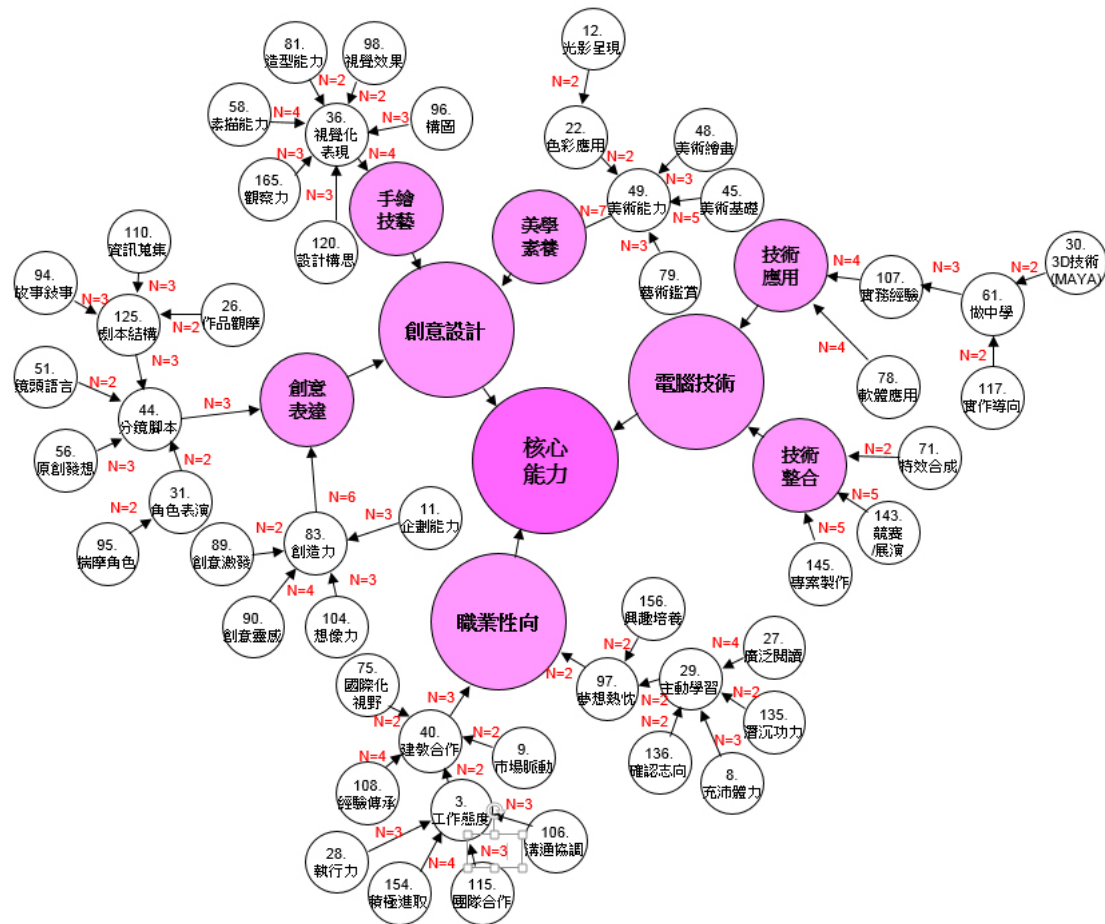 12.
光影呈現
81.
造型能力
98.
視覺效果
N=2
N=2
N=2
58.
素描能力
N=4
36.
視覺化
表現
N=3
96.
構圖
22.
色彩應用
48.
美術繪畫
N=2
N=3
N=3
165.
觀察力
N=4
N=3
手繪
技藝
120.
設計構思
美學
素養
N=7
49.
美術能力
N=5
45.
美術基礎
N=3
79.
藝術鑑賞
110.
資訊蒐集
技術
應用
N=4
107.
實務經驗
N=3
61.
做中學
N=2
30.
3D技術
(MAYA)
94.
故事敘事
N=3
N=3
125.
劇本結構
N=2
26.
作品觀摩
創意設計
N=3
51.
鏡頭語言
N=2
44.
分鏡腳本
N=3
創意
表達
電腦技術
N=4
78.
軟體應用
N=2
117.
實作導向
56.
原創發想
N=3
N=2
31.
角色表演
N=2
95.
揣摩角色
核心
能力
技術
整合
N=2
71.
特效合成
N=5
143.
競賽
/展演
N=5
145.
專案製作
N=6
11.
企劃能力
N=3
N=2
89.
創意激發
83.
創造力
N=4
N=3
90.
創意靈感
104.
想像力
職業性向
156.
興趣培養
N=2
N=2
97.
夢想熱忱
N=2
29.
主動學習
N=4
27.
廣泛閱讀
N=2
135.
潛沉功力
N=2
136.
確認志向
N=3
8.
充沛體力
75.
國際化
視野
N=3
N=2
40.
建教合作
N=2
9.
市場脈動
N=4
108.
經驗傳承
N=2
3.
工作態度
N=3
106.
溝通協調
N=3
28.
執行力
N=4
154.
積極進取
N=3
115.
團隊合作